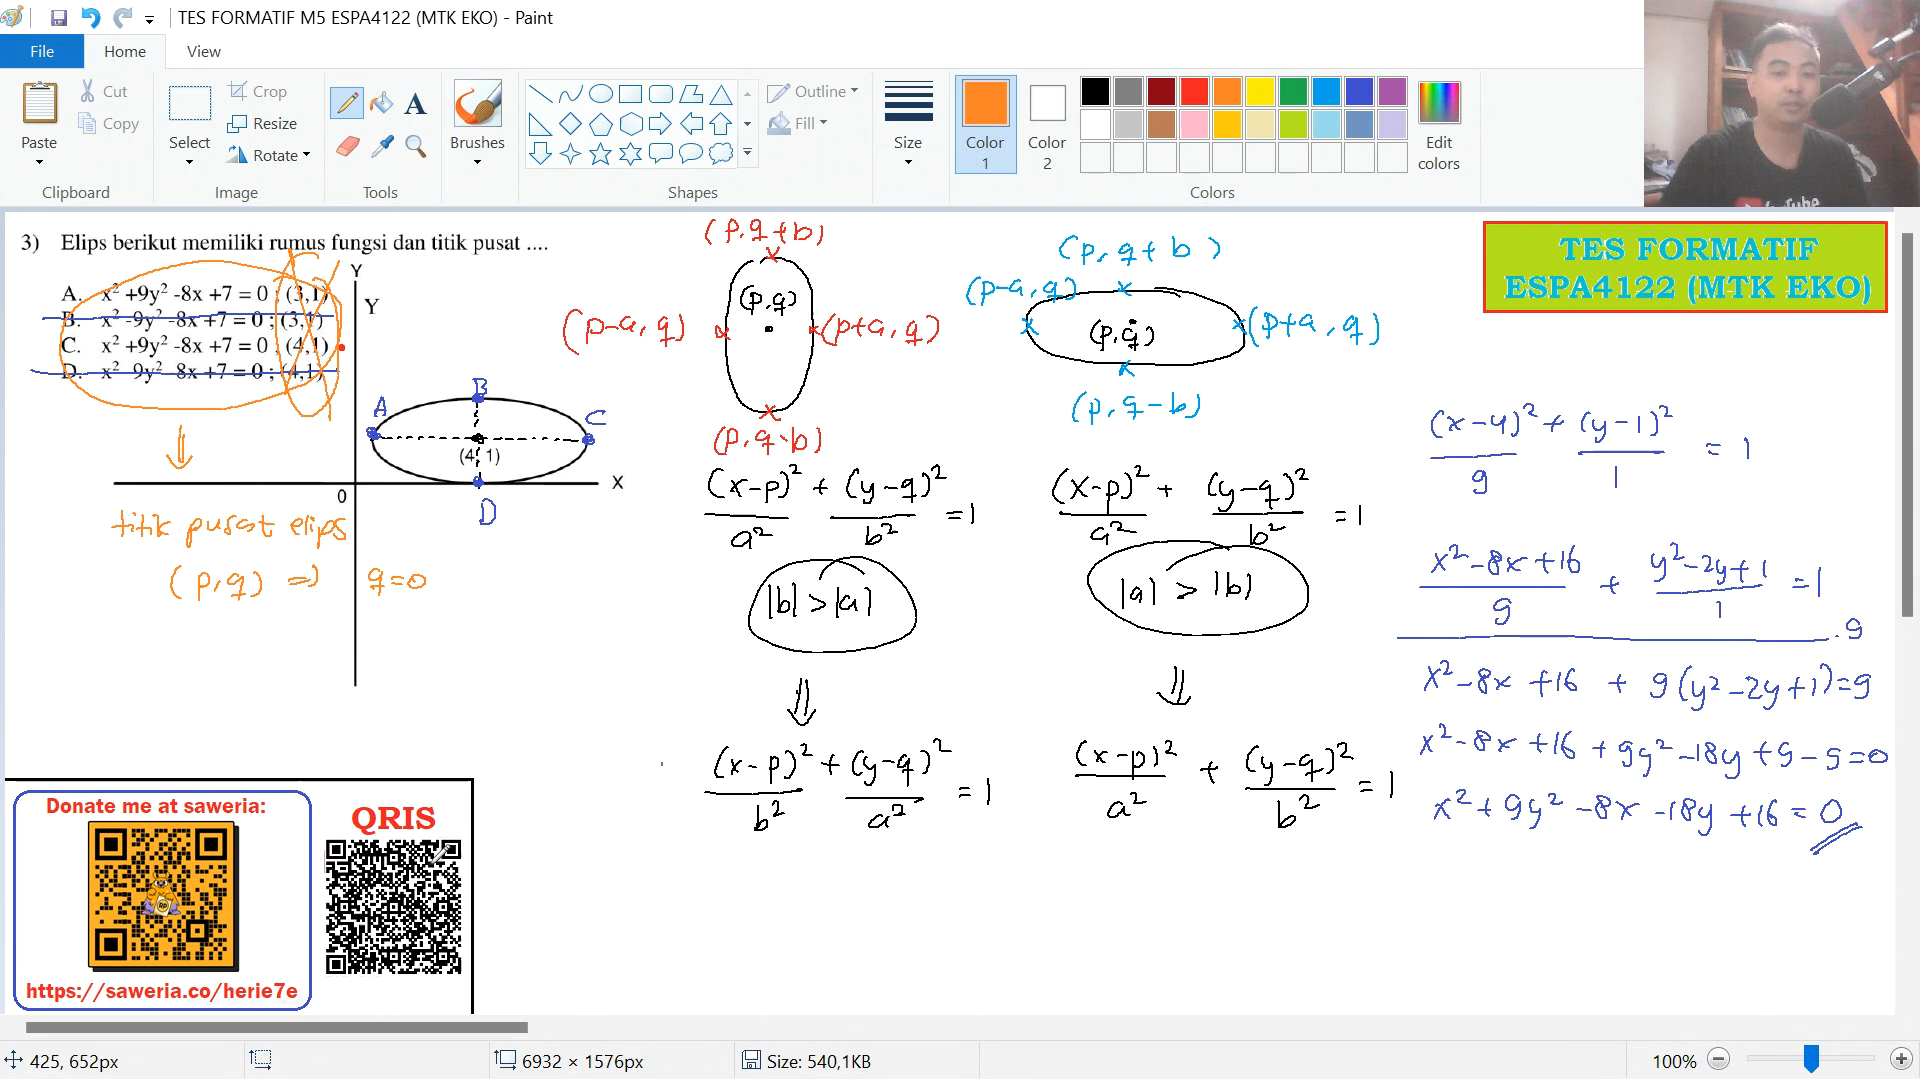 TES FORMATIF M5 ESPA4122 (MTK EKO) - Paint
File
Home
View
Paste
Cut
Copy
Clipboard
Select
Crop
Resize
Rotate
Image
A
Tools
Brushes
Shapes
Outline
Fill
Size
Color 1
Color 2
Edit colors
Colors
3) Elips berikut memiliki rumus fungsi dan titik pusat ....
A. x² +9y² -8x +7 = 0 ; (3,1)
B. x² -9y² -8x +7 = 0 ; (3,1)
C. x² +9y² -8x +7 = 0 ; (4,1)
D. x² 9y² 8x +7 = 0 ; (4,1)
Y
Y
A
B
C
(4, 1)
D
0
X
titik pusat elips
(p,q) => q=0
(p,q+b)
(p,q)
(p-a,q)
(p+a,q)
(p,q-b)
(x-p)²/a² + (y-q)²/b² = 1
|b| > |a|
⇓
(x-p)²/b² + (y-q)²/a² = 1
(p,q+b)
(p-a,q)
(p,q)
(p+a,q)
(p,q-b)
(x-p)²/a² + (y-q)²/b² = 1
|a| > |b|
⇓
(x-p)²/a² + (y-q)²/b² = 1
TES FORMATIF
ESPA4122 (MTK EKO)
(x-4)²/9 + (y-1)²/1 = 1
x²-8x+16/9 + y²-2y+1/1 = 1
.9
x²-8x+16 + 9(y²-2y+1)=9
x²-8x+16+9y²-18y+9-9=0
x²+9y²-8x-18y+16=0
Donate me at saweria:
https://saweria.co/herie7e
QRIS
425, 652px
6932 × 1576px
Size: 540,1KB
100%